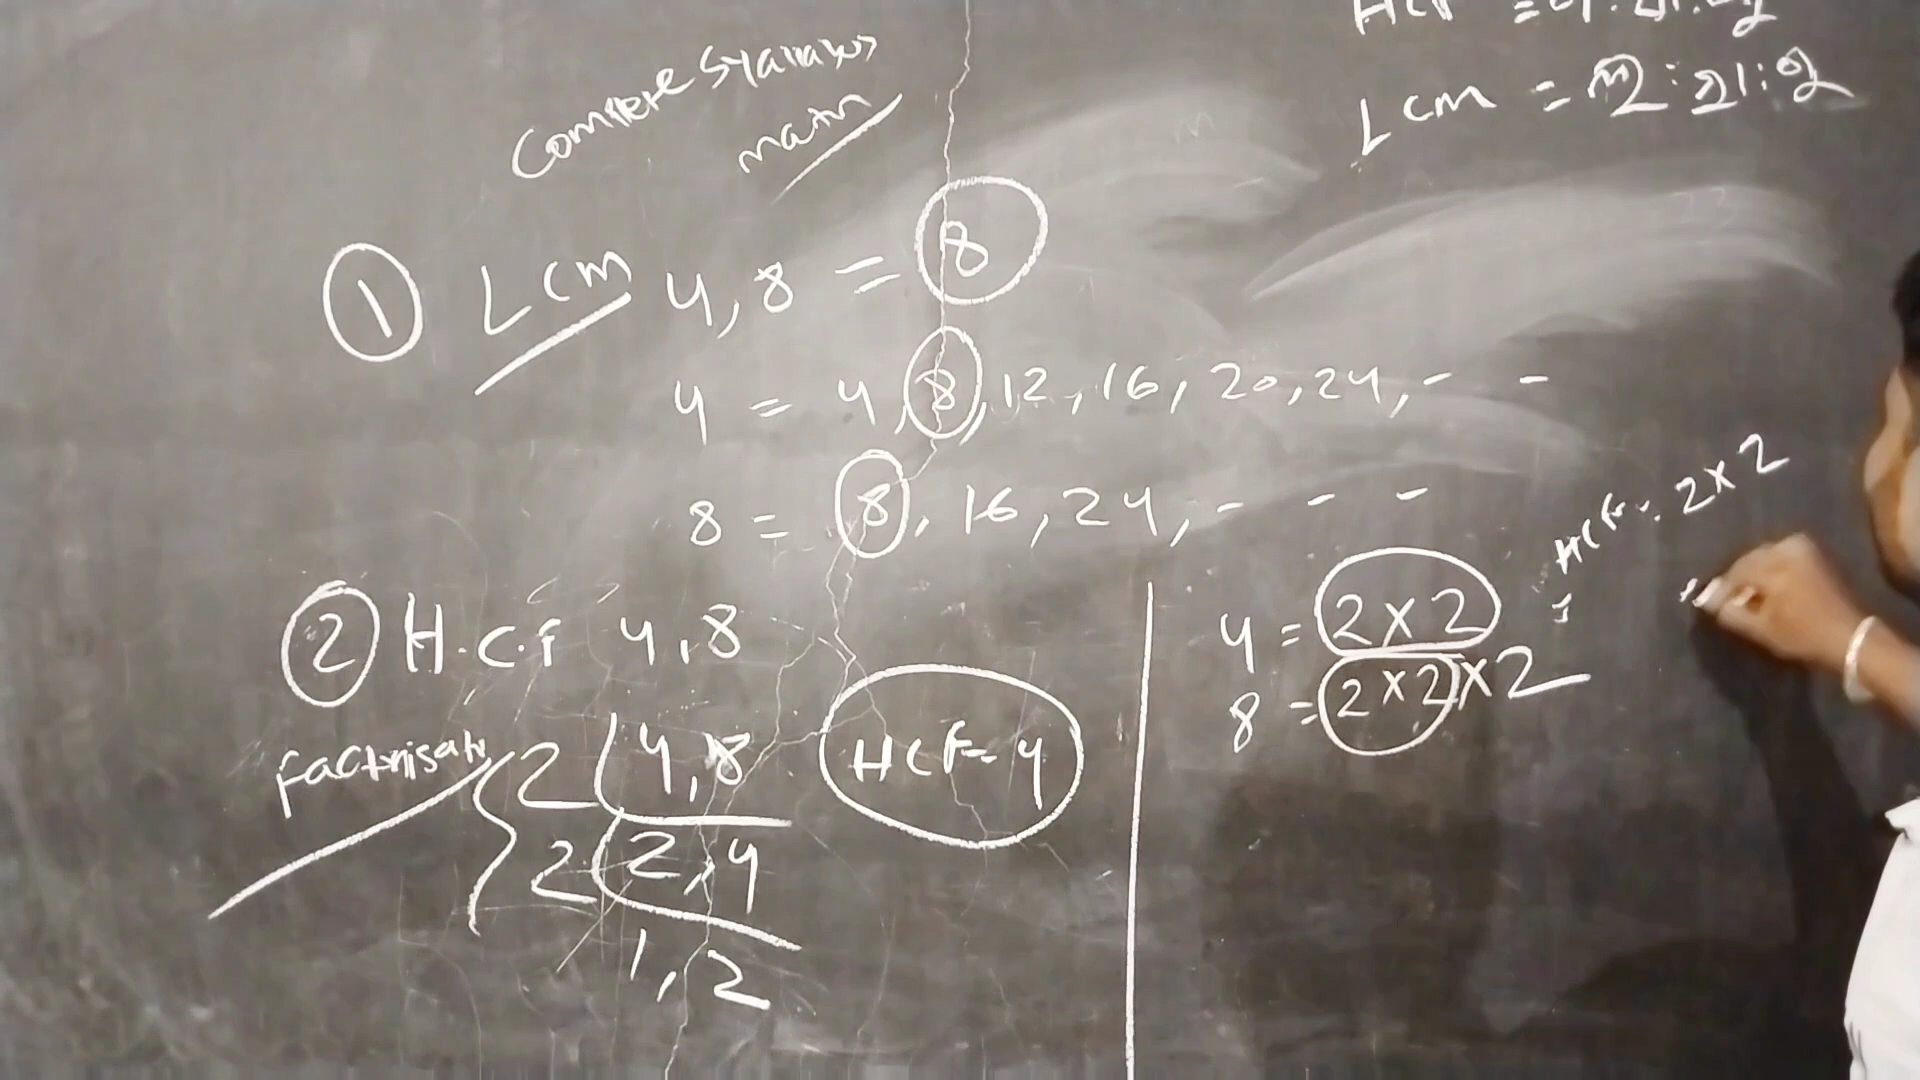 Complete Syllabus
math
LCM = ल.स.
① LCM 4,8 = 8
4 = 4, 8, 12, 16, 20, 24, - -
8 = 8, 16, 24, - - -
② H.C.F 4,8
factorisati
2 4,8
2 2,4
1,2
HCF = 4
4 = 2 × 2
8 = 2 × 2 × 2
HCF = 2 × 2
=